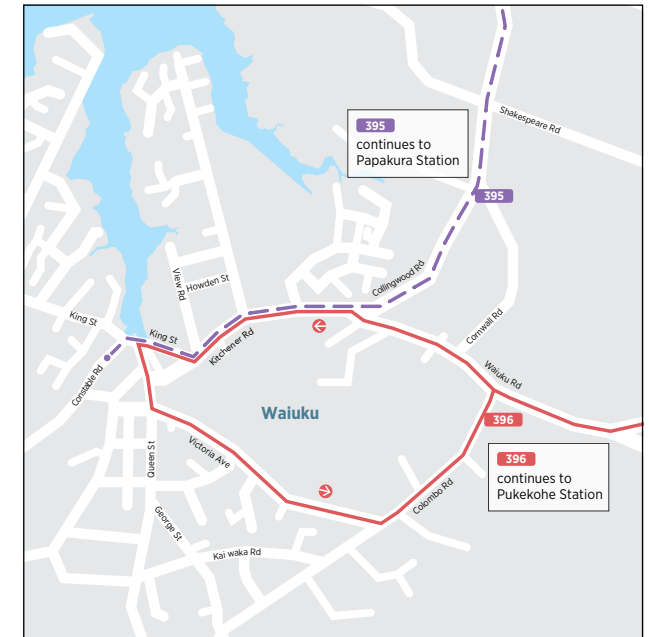 Shakespeare Rd
395
continues to
Papakura Station
395
Collingwood Rd
View Rd
Howden St
King St
King St
Kitchener Rd
Cornwall Rd
Constable Rd
Waiuku Rd
Waiuku
396
396
continues to
Pukekohe Station
Queen St
Victoria Ave
Colombo Rd
George St
Kai waka Rd